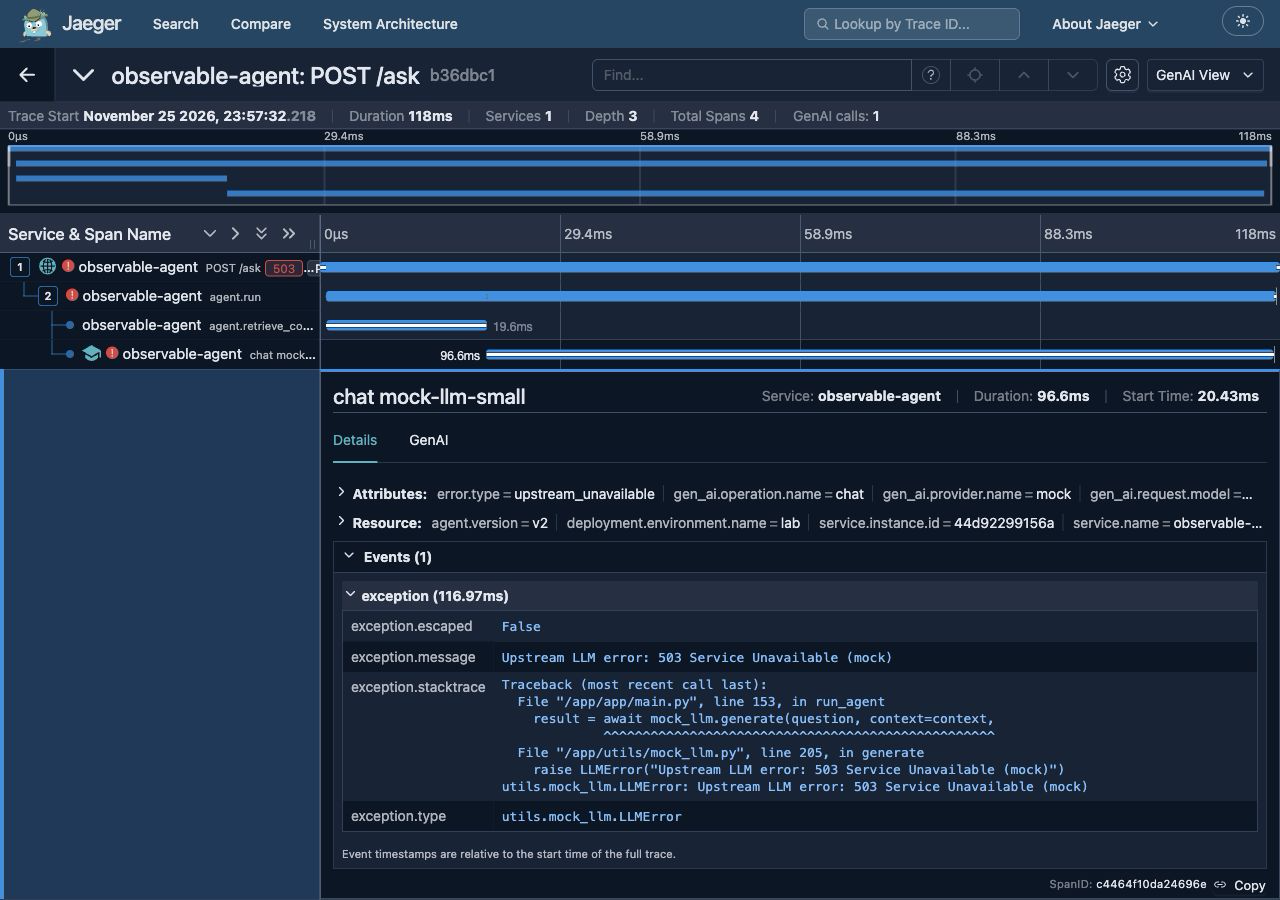 Jaeger Search Compare System Architecture Lookup by Trace ID... About Jaeger
observable-agent: POST /ask b36dbc1 Find... ? GenAI View
Trace Start November 25 2026, 23:57:32.218 Duration 118ms Services 1 Depth 3 Total Spans 4 GenAI calls: 1
0μs 29.4ms 58.9ms 88.3ms 118ms
Service & Span Name 0μs 29.4ms 58.9ms 88.3ms 118ms
1 observable-agent POST /ask 503 ...
2 observable-agent agent.run
observable-agent agent.retrieve_co... 19.6ms
observable-agent chat mock... 96.6ms
chat mock-llm-small Service: observable-agent Duration: 96.6ms Start Time: 20.43ms
Details GenAI
Attributes: error.type = upstream_unavailable gen_ai.operation.name = chat gen_ai.provider.name = mock gen_ai.request.model =...
Resource: agent.version = v2 deployment.environment.name = lab service.instance.id = 44d92299156a service.name = observable-...
Events (1)
exception (116.97ms)
exception.escaped False
exception.message Upstream LLM error: 503 Service Unavailable (mock)
exception.stacktrace Traceback (most recent call last):
File "/app/app/main.py", line 153, in run_agent
result = await mock_llm.generate(question, context=context,
^^^^^^^^^^^^^^^^^^^^^^^^^^^^^^^^^^^^^^^^^^^^^^^^^^
File "/app/utils/mock_llm.py", line 205, in generate
raise LLMError("Upstream LLM error: 503 Service Unavailable (mock)")
utils.mock_llm.LLMError: Upstream LLM error: 503 Service Unavailable (mock)
exception.type utils.mock_llm.LLMError
Event timestamps are relative to the start time of the full trace.
SpanID: c4464f10da24696e Copy